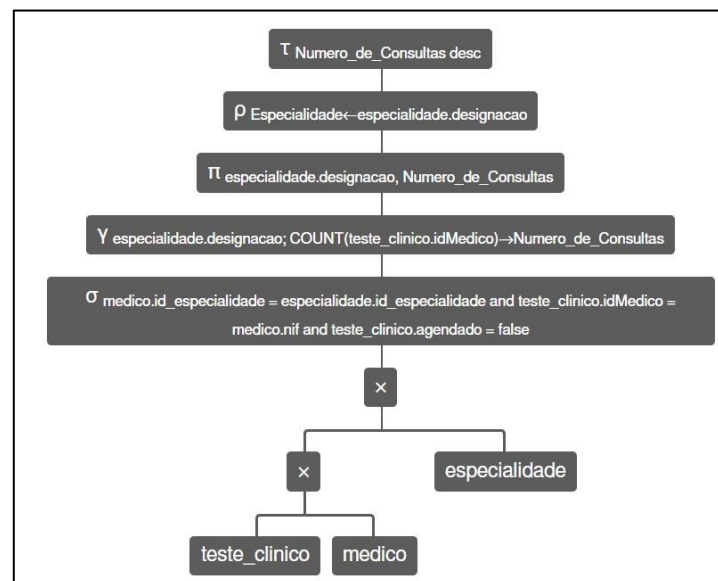 τ Numero_de_Consultas desc
ρ Especialidade←especialidade.designacao
π especialidade.designacao, Numero_de_Consultas
γ especialidade.designacao; COUNT(teste_clinico.idMedico)→Numero_de_Consultas
σ medico.id_especialidade = especialidade.id_especialidade and teste_clinico.idMedico =
medico.nif and teste_clinico.agendado = false
×
× especialidade
teste_clinico medico